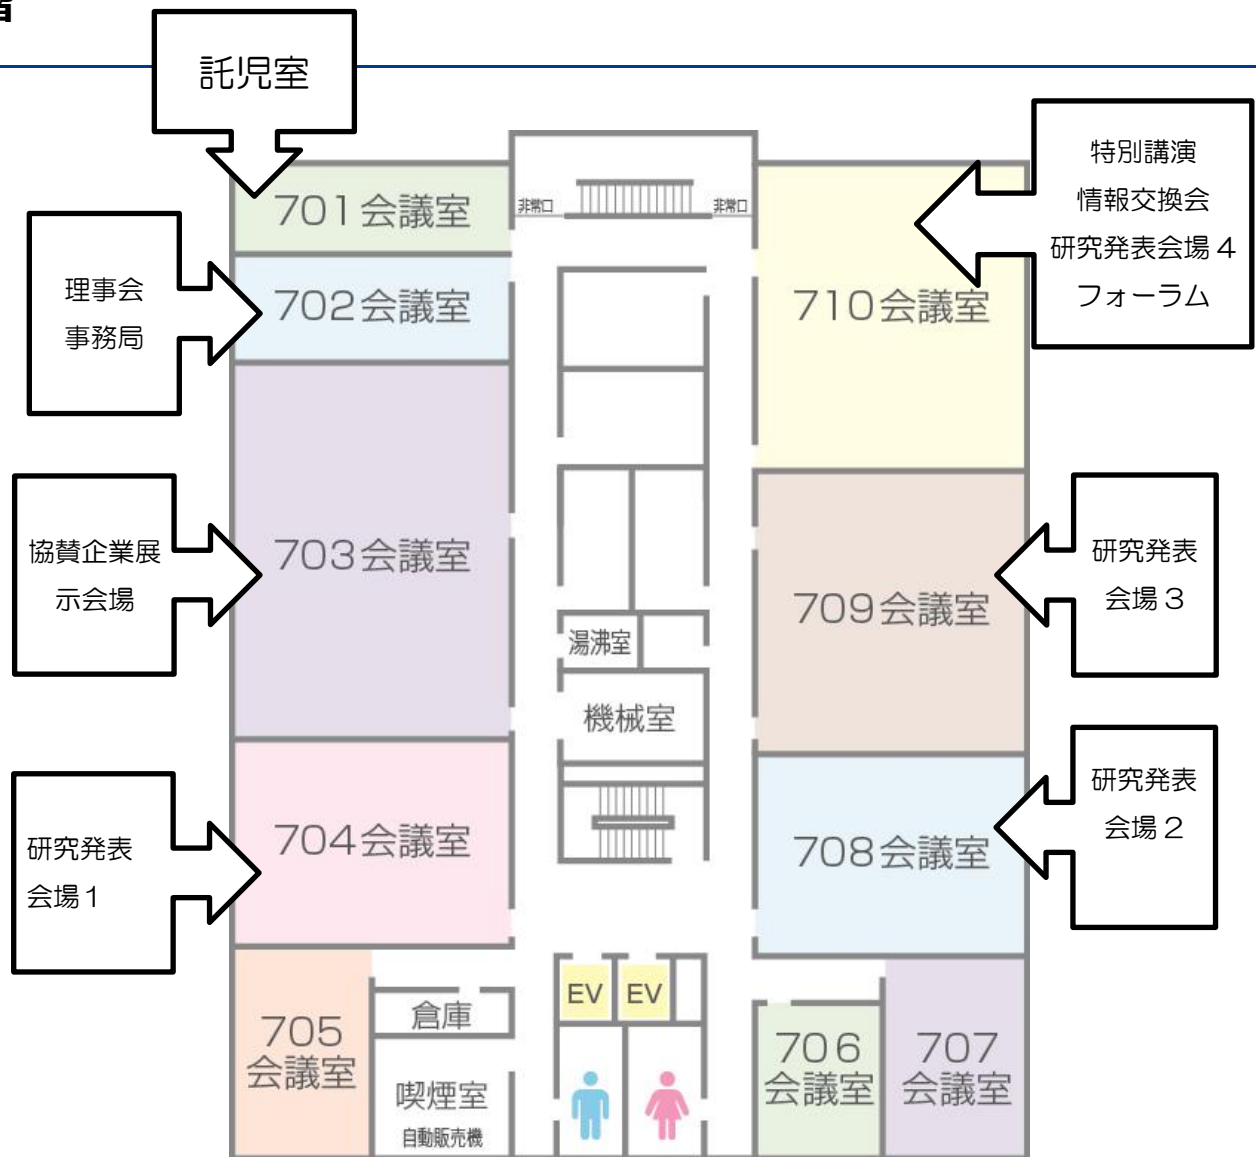 託児室
特別講演
情報交換会
研究発表会場４
フォーラム
701会議室
非常口
非常口
理事会
事務局
702会議室
710会議室
協賛企業展
示会場
703会議室
研究発表
会場３
709会議室
湯沸室
機械室
研究発表
会場２
研究発表
会場１
704会議室
708会議室
EV
EV
倉庫
705
会議室
706
会議室
707
会議室
喫煙室
自動販売機